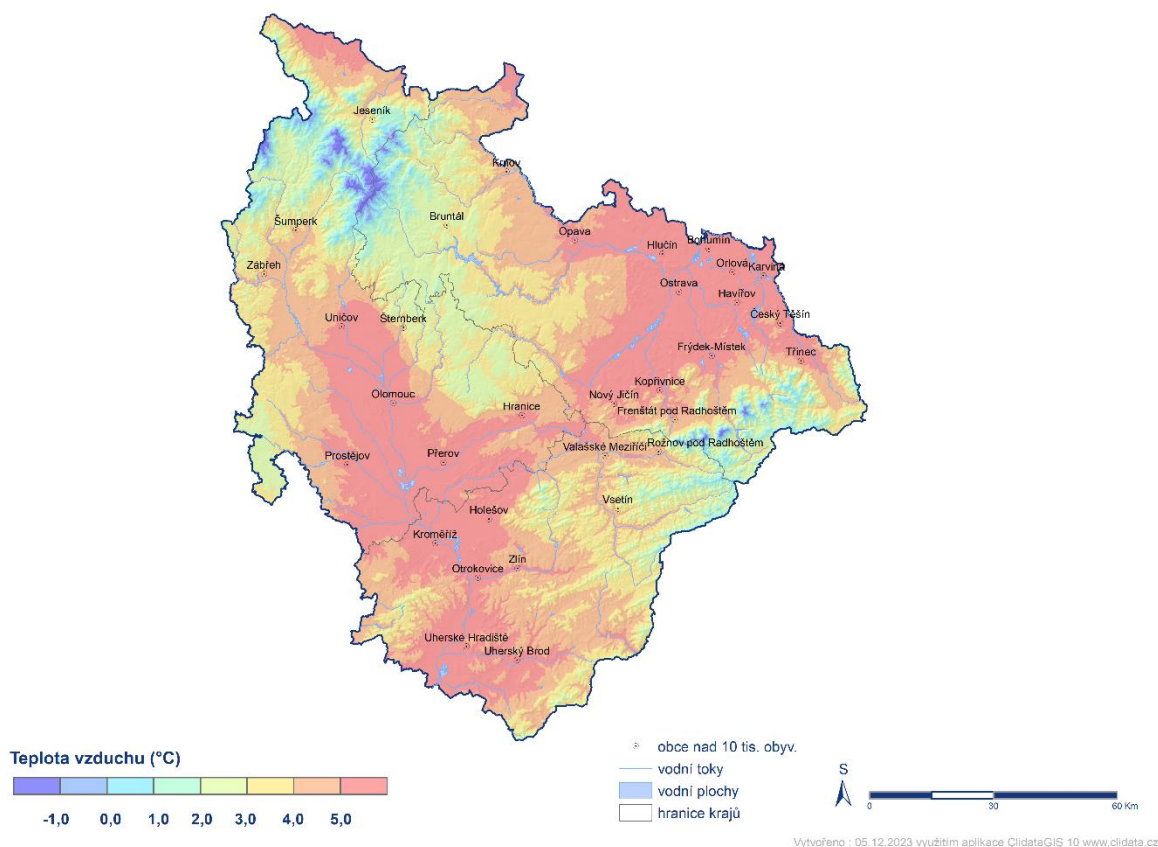 Jeseník
Krnov
Šumperk
Bruntál
Opava
Hlučín
Bohumín
Zábřeh
Orlová
Karviná
Ostrava
Havířov
Uničov
Šternberk
Český Těšín
Frýdek-Místek
Třinec
Kopřivnice
Olomouc
Nový Jičín
Hranice
Frenštát pod Radhoštěm
Rožnov pod Radhoštěm
Valašské Meziříčí
Prostějov
Přerov
Vsetín
Holešov
Kroměříž
Zlín
Otrokovice
Uherské Hradiště
Uherský Brod
Teplota vzduchu (°C)
-1,0 0,0 1,0 2,0 3,0 4,0 5,0
obce nad 10 tis. obyv.
vodní toky
vodní plochy
hranice krajů
S
0 30 60 Km
Vytvořeno : 05.12.2023 využitím aplikace ClidataGIS 10 www.clidata.cz